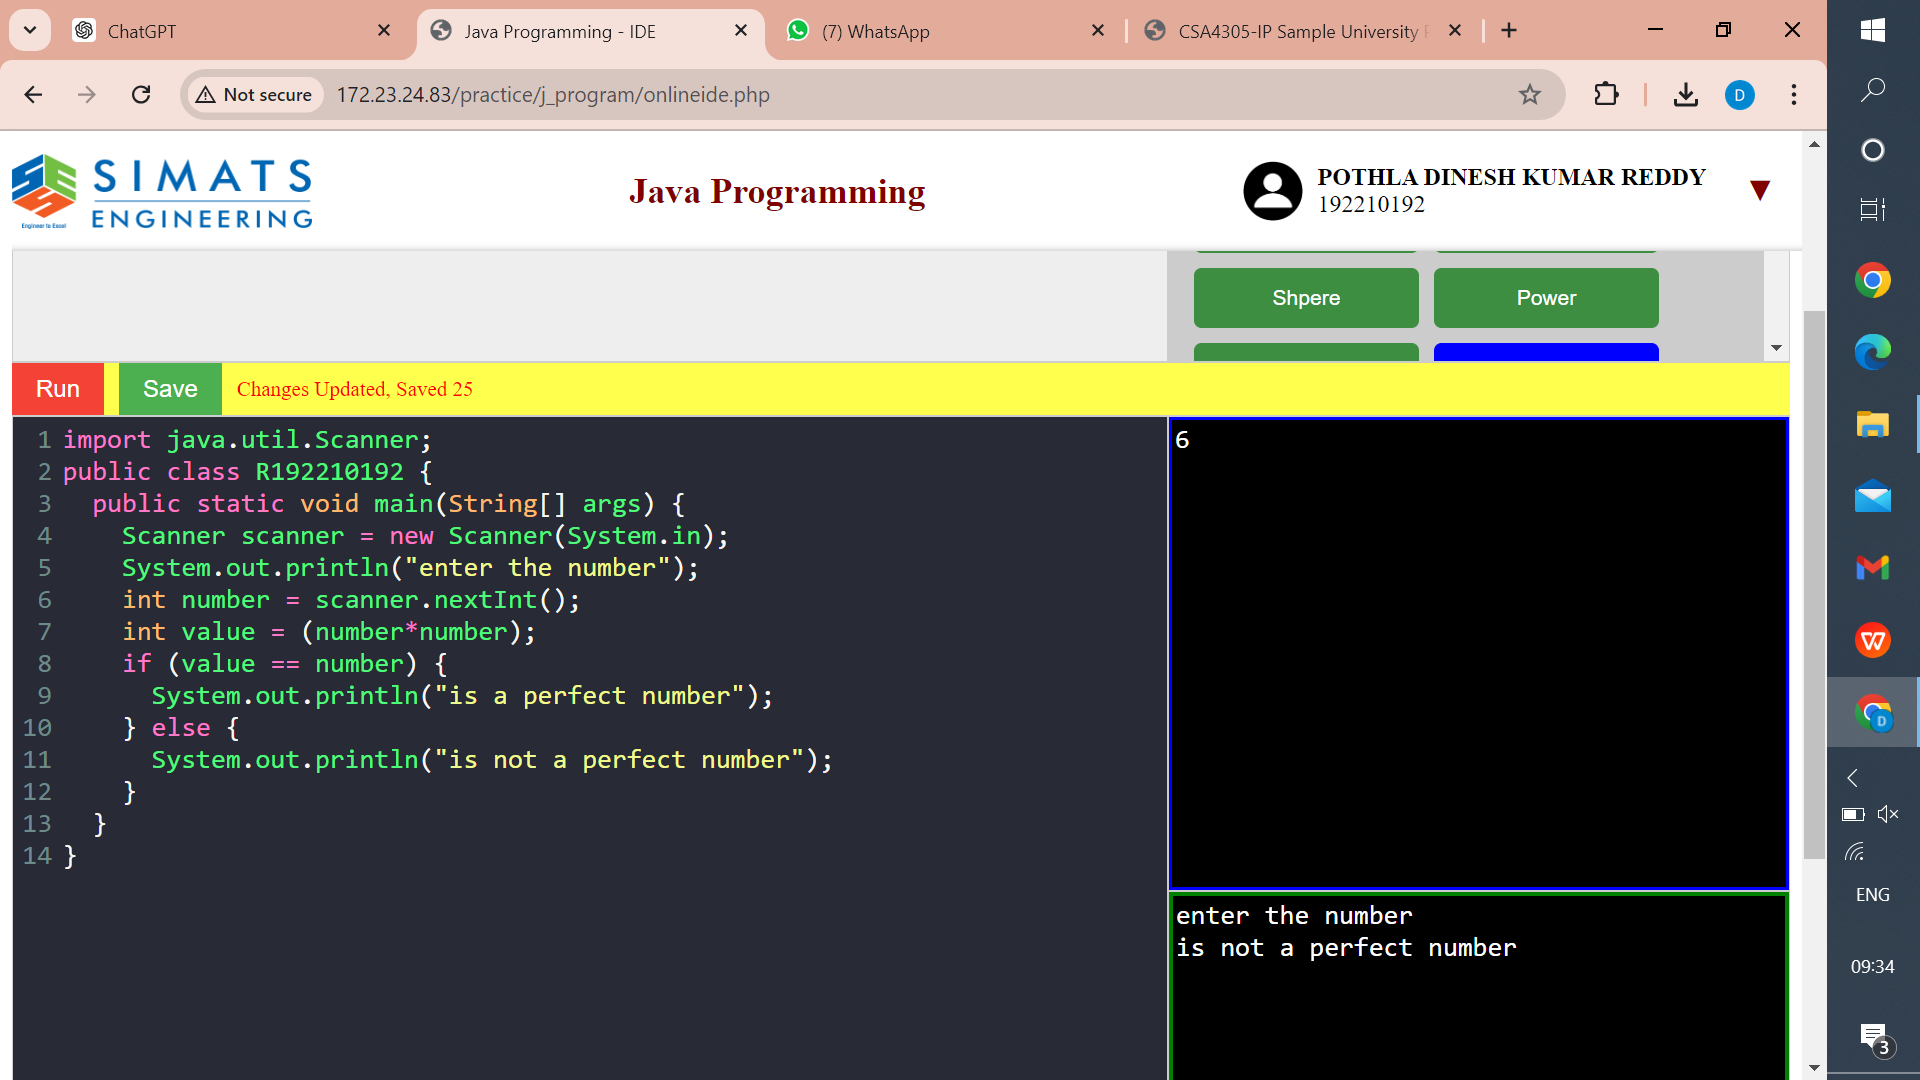 ChatGPT
Java Programming - IDE
(7) WhatsApp
CSA4305-IP Sample University
Not secure
172.23.24.83/practice/j_program/onlineide.php
D
SIMATS
ENGINEERING
Engineer to Excel
Java Programming
POTHLA DINESH KUMAR REDDY
192210192
Shpere
Power
Run
Save
Changes Updated, Saved 25
1 import java.util.Scanner;
2 public class R192210192 {
3 public static void main(String[] args) {
4 Scanner scanner = new Scanner(System.in);
5 System.out.println("enter the number");
6 int number = scanner.nextInt();
7 int value = (number*number);
8 if (value == number) {
9 System.out.println("is a perfect number");
10 } else {
11 System.out.println("is not a perfect number");
12 }
13 }
14 }
6
enter the number
is not a perfect number
D
ENG
09:34
3